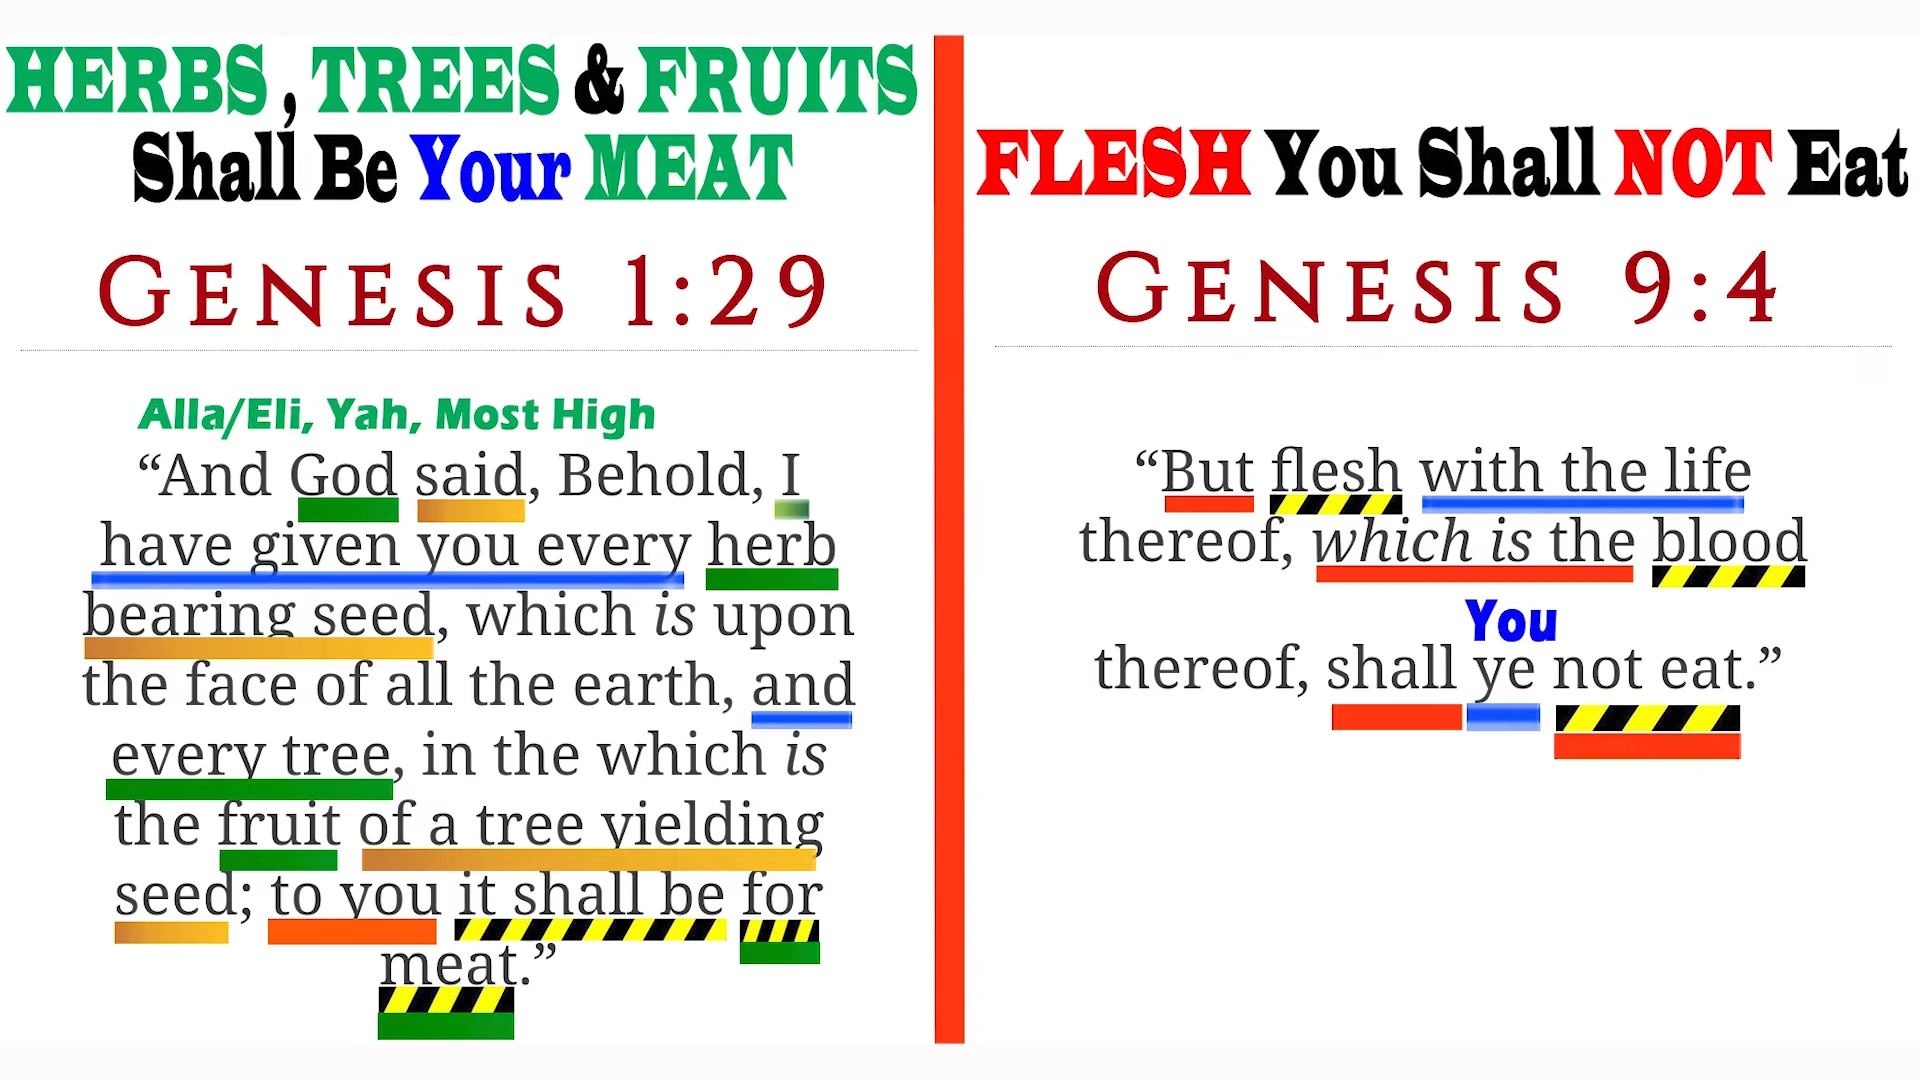 HERBS, TREES & FRUITS
Shall Be Your MEAT
GENESIS 1:29
Alla/Eli, Yah, Most High
“And God said, Behold, I
have given you every herb
bearing seed, which is upon
the face of all the earth, and
every tree, in the which is
the fruit of a tree yielding
seed; to you it shall be for
meat.”
FLESH You Shall NOT Eat
GENESIS 9:4
“But flesh with the life
thereof, which is the blood
You
thereof, shall ye not eat.”